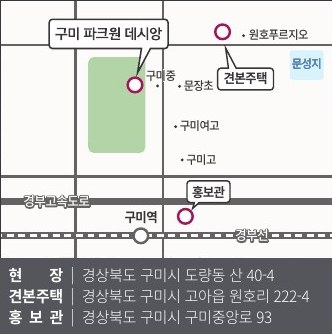 구미 파크원 데시앙
원호푸르지오
견본주택
문성지
구미중
문장초
구미여고
구미고
홍보관
경부고속도로
구미역
경부선
현 장 | 경상북도 구미시 도량동 산 40-4
견본주택 | 경상북도 구미시 고아읍 원호리 222-4
홍 보 관 | 경상북도 구미시 구미중앙로 93